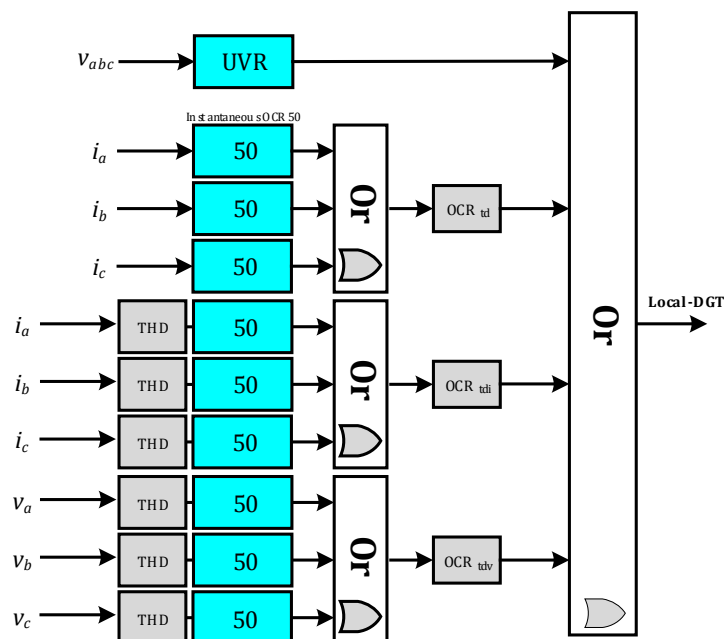 v_abc
UVR
Instantaneous OCR 50
i_a
50
i_b
50
i_c
50
Or
OCR td
i_a
THD
50
i_b
THD
50
i_c
THD
50
Or
OCR tdi
v_a
THD
50
v_b
THD
50
v_c
THD
50
Or
OCR tdv
Or
Local-DGT